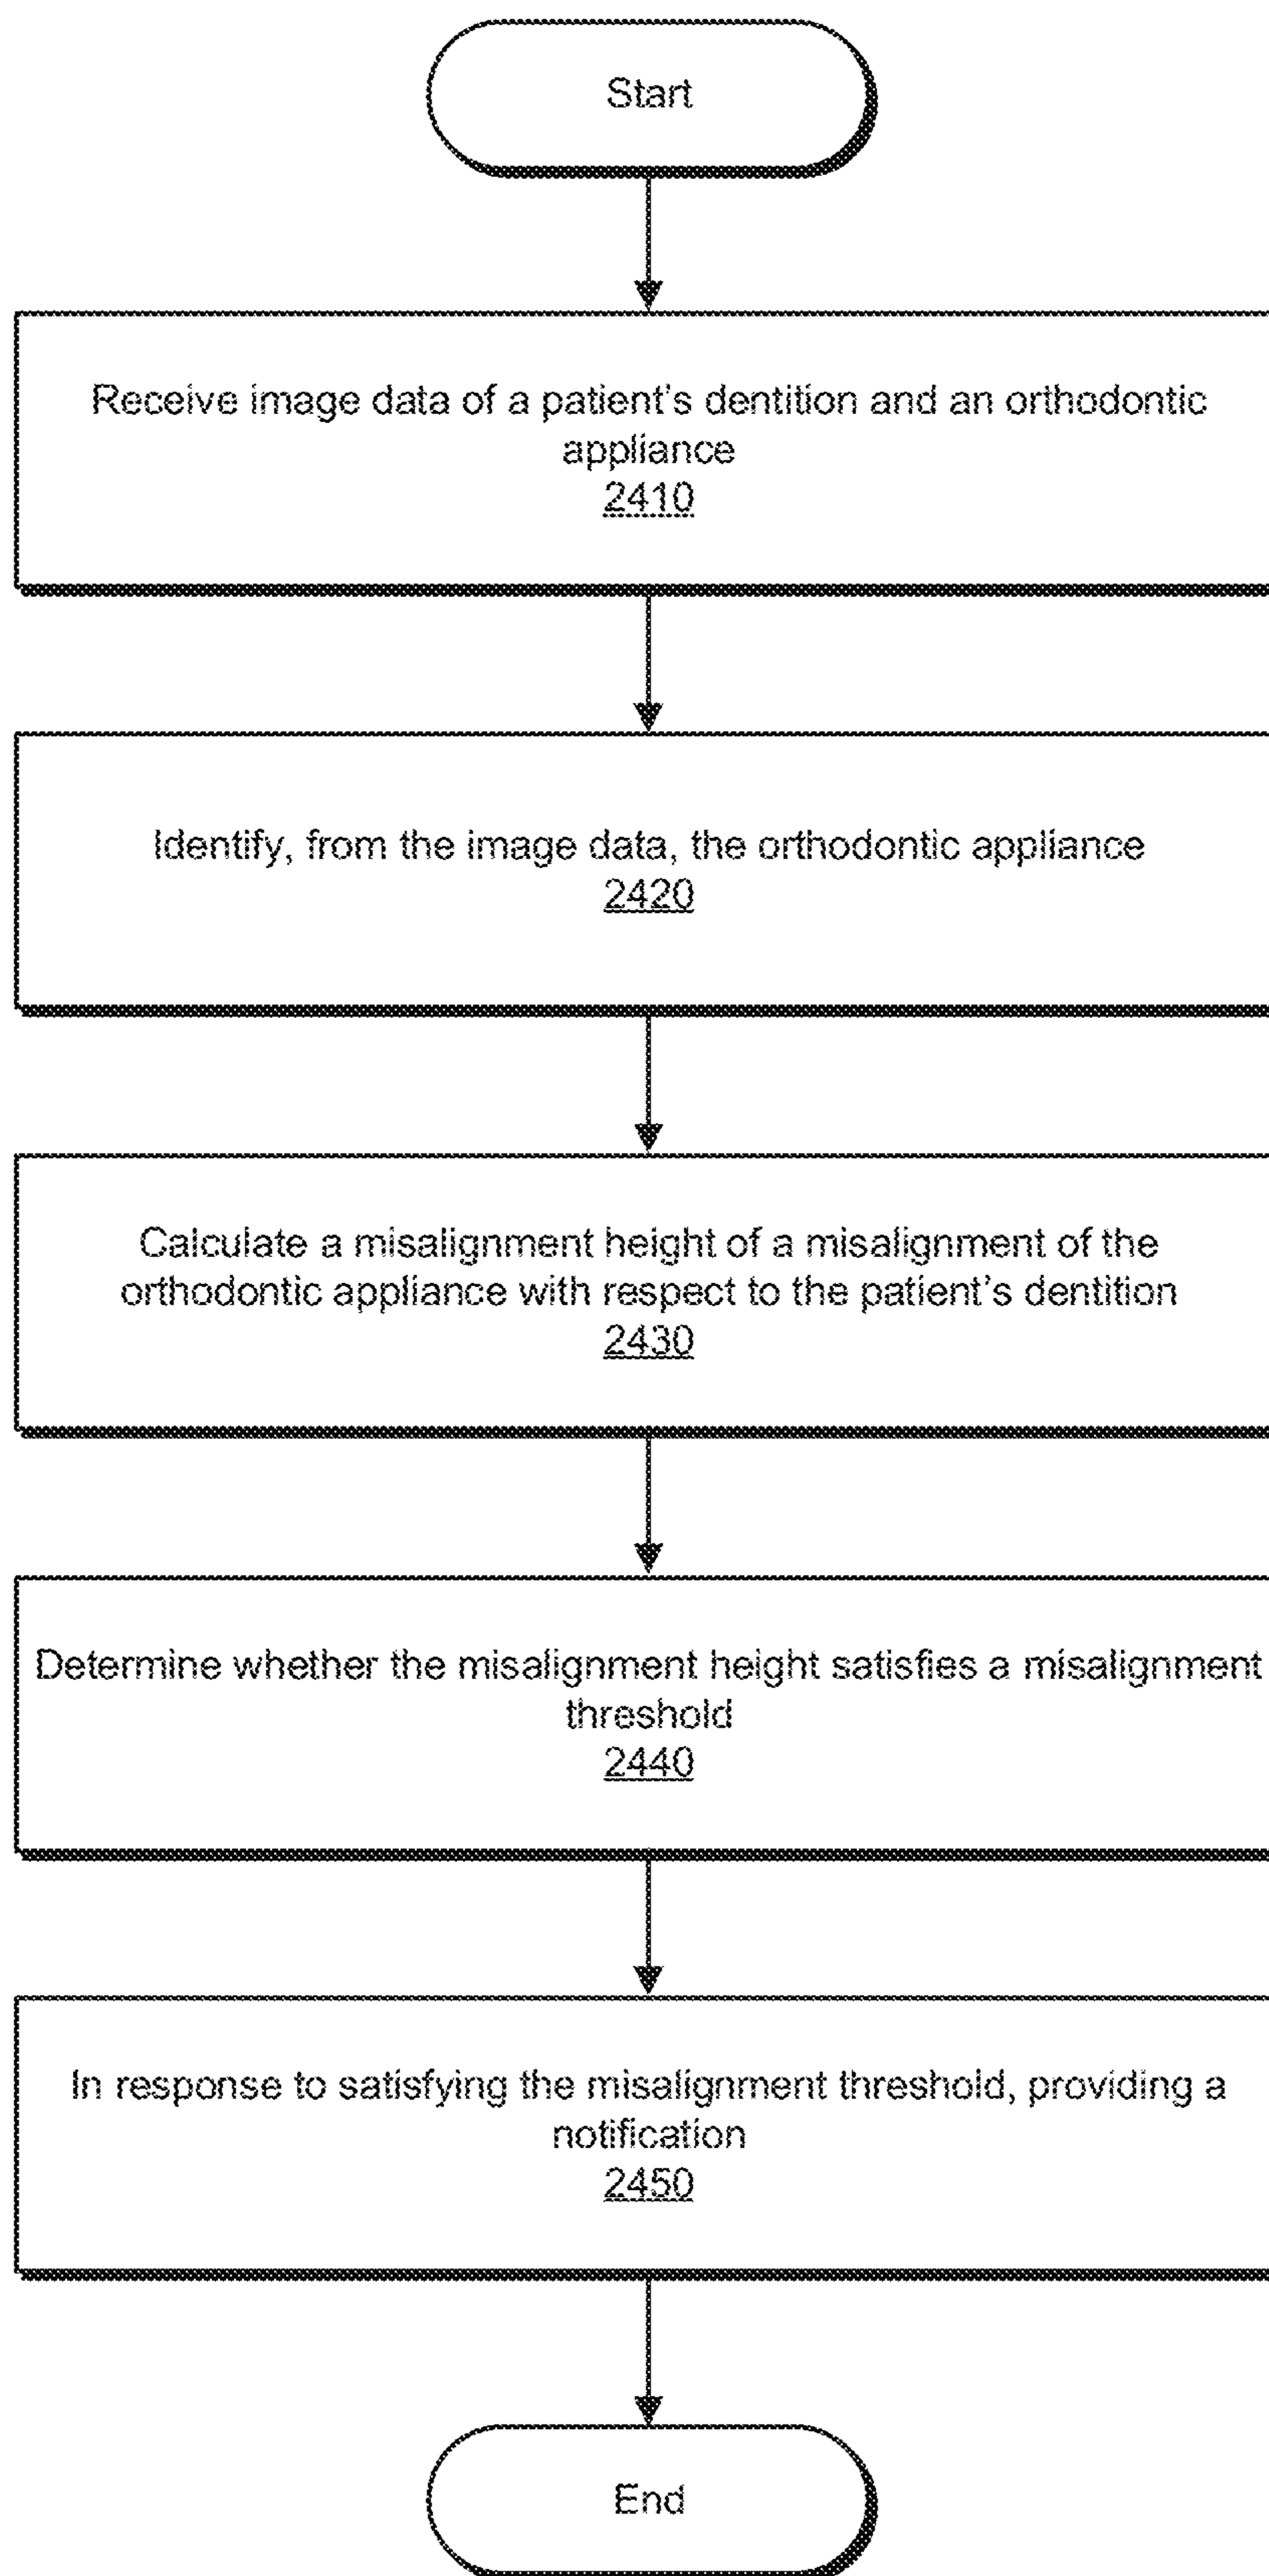 Start
Receive image data of a patient's dentition and an orthodontic
appliance
2410
Identify, from the image data, the orthodontic appliance
2420
Calculate a misalignment height of a misalignment of the
orthodontic appliance with respect to the patient's dentition
2430
Determine whether the misalignment height satisfies a misalignment
threshold
2440
In response to satisfying the misalignment threshold, providing a
notification
2450
End